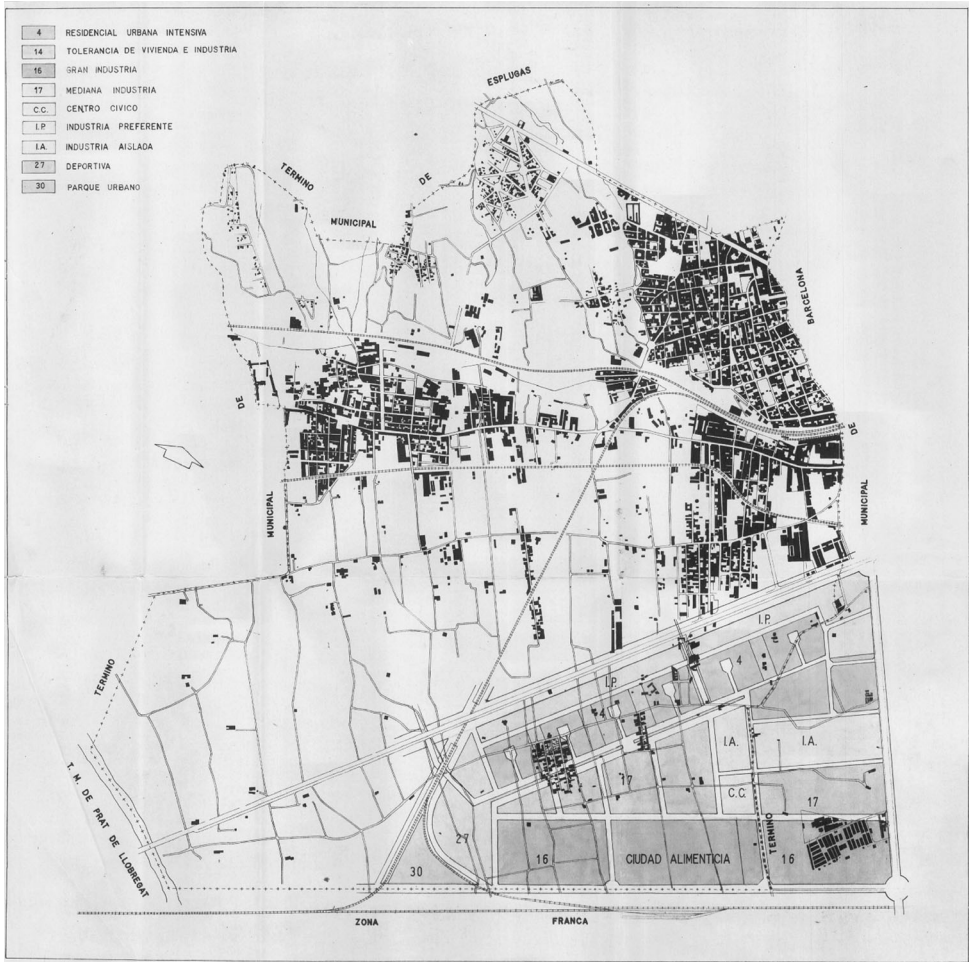 4 RESIDENCIAL URBANA INTENSIVA
14 TOLERANCIA DE VIVIENDA E INDUSTRIA
16 GRAN INDUSTRIA
17 MEDIANA INDUSTRIA
C.C. CENTRO CIVICO
I.P. INDUSTRIA PREFERENTE
I.A. INDUSTRIA AISLADA
27 DEPORTIVA
30 PARQUE URBANO
ESPLUGAS
DE
TERMINO
MUNICIPAL
BARCELONA
DE
DE
MUNICIPAL
MUNICIPAL
TERMINO
T. M. DE PRAT DE LLOBREGAT
I.P.
4
I.P.
4
I.A.
I.A.
17
C.C.
17
TERMINO
27
16
CIUDAD ALIMENTICIA
16
30
ZONA FRANCA